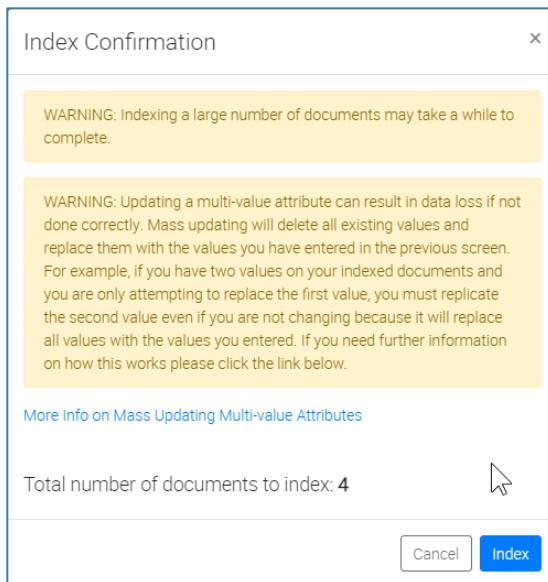 Index Confirmation ×
WARNING: Indexing a large number of documents may take a while to
complete.
WARNING: Updating a multi-value attribute can result in data loss if not
done correctly. Mass updating will delete all existing values and
replace them with the values you have entered in the previous screen.
For example, if you have two values on your indexed documents and
you are only attempting to replace the first value, you must replicate
the second value even if you are not changing because it will replace
all values with the values you entered. If you need further information
on how this works please click the link below.
More Info on Mass Updating Multi-value Attributes
Total number of documents to index: 4
Cancel Index